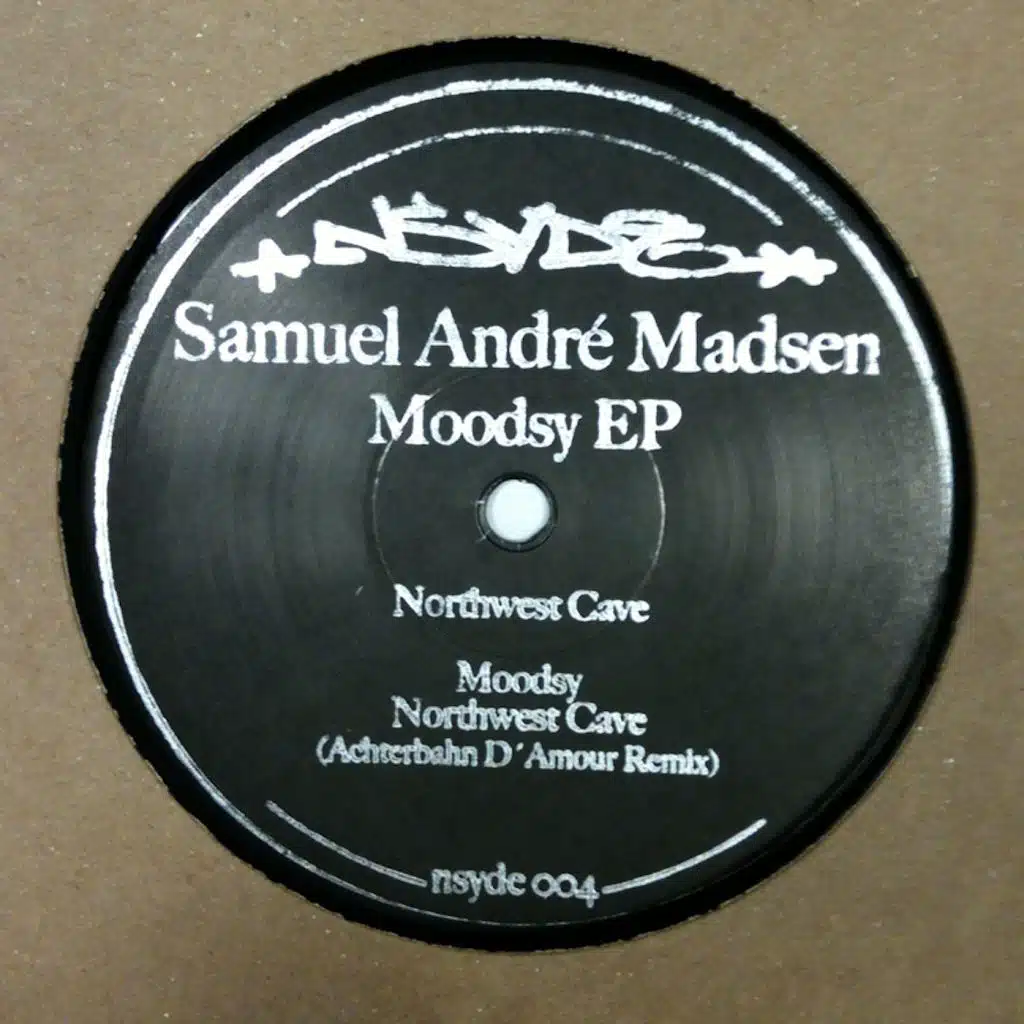 NSYDE
Samuel André Madsen
Moodsy EP
Northwest Cave
Moodsy
Northwest Cave
(Achterbahn D´Amour Remix)
nsyde 004